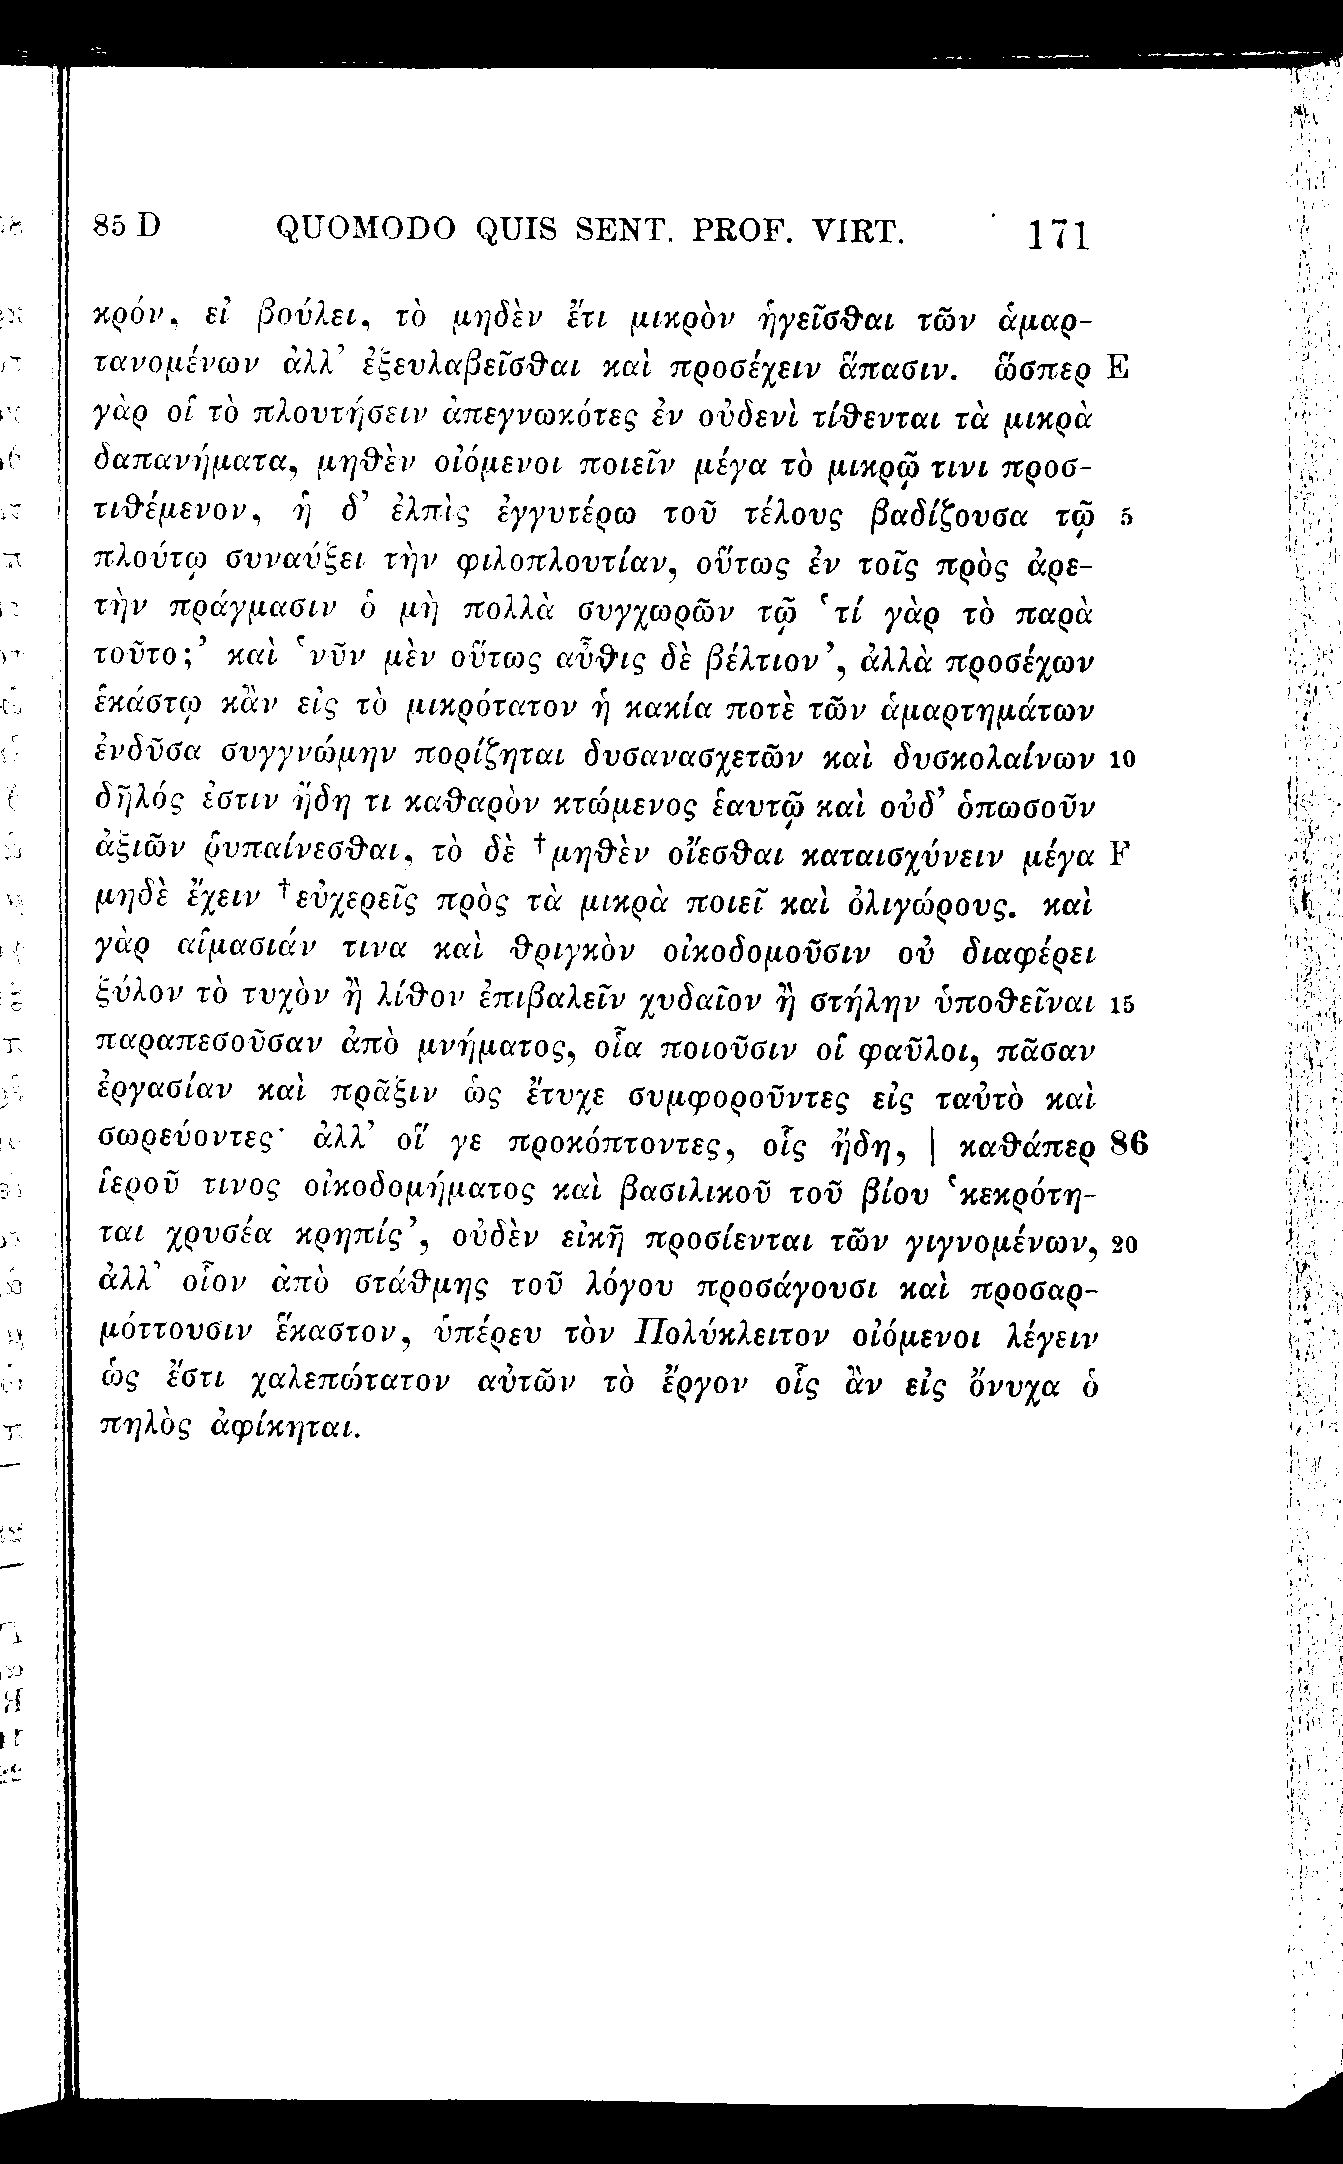 85 D QUOMODO QUIS SENT. PROF. VIRT. 171
κρόν, εἰ βούλει, τὸ μηδὲν ἔτι μικρὸν ἡγεῖσθαι τῶν ἁμαρ-
τανομένων ἀλλ’ ἐξευλαβεῖσθαι καὶ προσέχειν ἅπασιν. ὥσπερ E
γὰρ οἱ τὸ πλουτήσειν ἀπεγνωκότες ἐν οὐδενὶ τίθενται τὰ μικρὰ
δαπανήματα, μηθὲν οἰόμενοι ποιεῖν μέγα τὸ μικρῷ τινι προσ-
τιθέμενον, ἡ δ’ ἐλπὶς ἐγγυτέρω τοῦ τέλους βαδίζουσα τῷ 5
πλούτῳ συναύξει τὴν φιλοπλουτίαν, οὕτως ἐν τοῖς πρὸς ἀρε-
τὴν πράγμασιν ὁ μὴ πολλὰ συγχωρῶν τῷ ‘τί γὰρ τὸ παρὰ
τοῦτο;’ καὶ ‘νῦν μὲν οὕτως αὖθις δὲ βέλτιον’, ἀλλὰ προσέχων
ἑκάστῳ κἂν εἰς τὸ μικρότατον ἡ κακία ποτὲ τῶν ἁμαρτημάτων
ἐνδῦσα συγγνώμην πορίζηται δυσανασχετῶν καὶ δυσκολαίνων 10
δῆλός ἐστιν ἤδη τι καθαρὸν κτώμενος ἑαυτῷ καὶ οὐδ’ ὁπωσοῦν
ἀξιῶν ῥυπαίνεσθαι, τὸ δὲ †μηθὲν οἴεσθαι καταισχύνειν μέγα F
μηδὲ ἔχειν †εὐχερεῖς πρὸς τὰ μικρὰ ποιεῖ καὶ ὀλιγώρους. καὶ
γὰρ αἱμασιάν τινα καὶ θριγκὸν οἰκοδομοῦσιν οὐ διαφέρει
ξύλον τὸ τυχὸν ἢ λίθον ἐπιβαλεῖν χυδαῖον ἢ στήλην ὑποθεῖναι 15
παραπεσοῦσαν ἀπὸ μνήματος, οἷα ποιοῦσιν οἱ φαῦλοι, πᾶσαν
ἐργασίαν καὶ πρᾶξιν ὡς ἔτυχε συμφοροῦντες εἰς ταὐτὸ καὶ
σωρεύοντες· ἀλλ’ οἵ γε προκόπτοντες, οἷς ἤδη, | καθάπερ 86
ἱεροῦ τινος οἰκοδομήματος καὶ βασιλικοῦ τοῦ βίου ‘κεκρότη-
ται χρυσέα κρηπίς’, οὐδὲν εἰκῆ προσίενται τῶν γιγνομένων, 20
ἀλλ’ οἷον ἀπὸ στάθμης τοῦ λόγου προσάγουσι καὶ προσαρ-
μόττουσιν ἕκαστον, ὑπέρευ τὸν Πολύκλειτον οἰόμενοι λέγειν
ὡς ἔστι χαλεπώτατον αὐτῶν τὸ ἔργον οἷς ἂν εἰς ὄνυχα ὁ
πηλὸς ἀφίκηται.